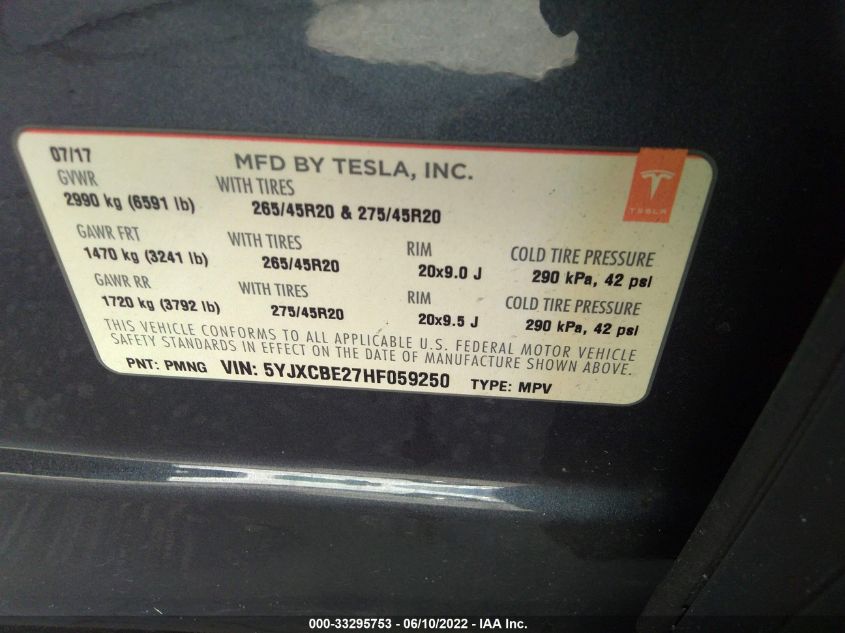 07/17
MFD BY TESLA, INC.
TESLA
GVWR
2990 kg (6591 lb)
WITH TIRES
265/45R20 & 275/45R20
GAWR FRT
1470 kg (3241 lb)
WITH TIRES
265/45R20
RIM
20x9.0 J
COLD TIRE PRESSURE
290 kPa, 42 psi
GAWR RR
1720 kg (3792 lb)
WITH TIRES
275/45R20
RIM
20x9.5 J
COLD TIRE PRESSURE
290 kPa, 42 psi
THIS VEHICLE CONFORMS TO ALL APPLICABLE U.S. FEDERAL MOTOR VEHICLE
SAFETY STANDARDS IN EFFECT ON THE DATE OF MANUFACTURE SHOWN ABOVE.
PNT: PMNG VIN: 5YJXCBE27HF059250 TYPE: MPV
000-33295753 - 06/10/2022 - IAA Inc.